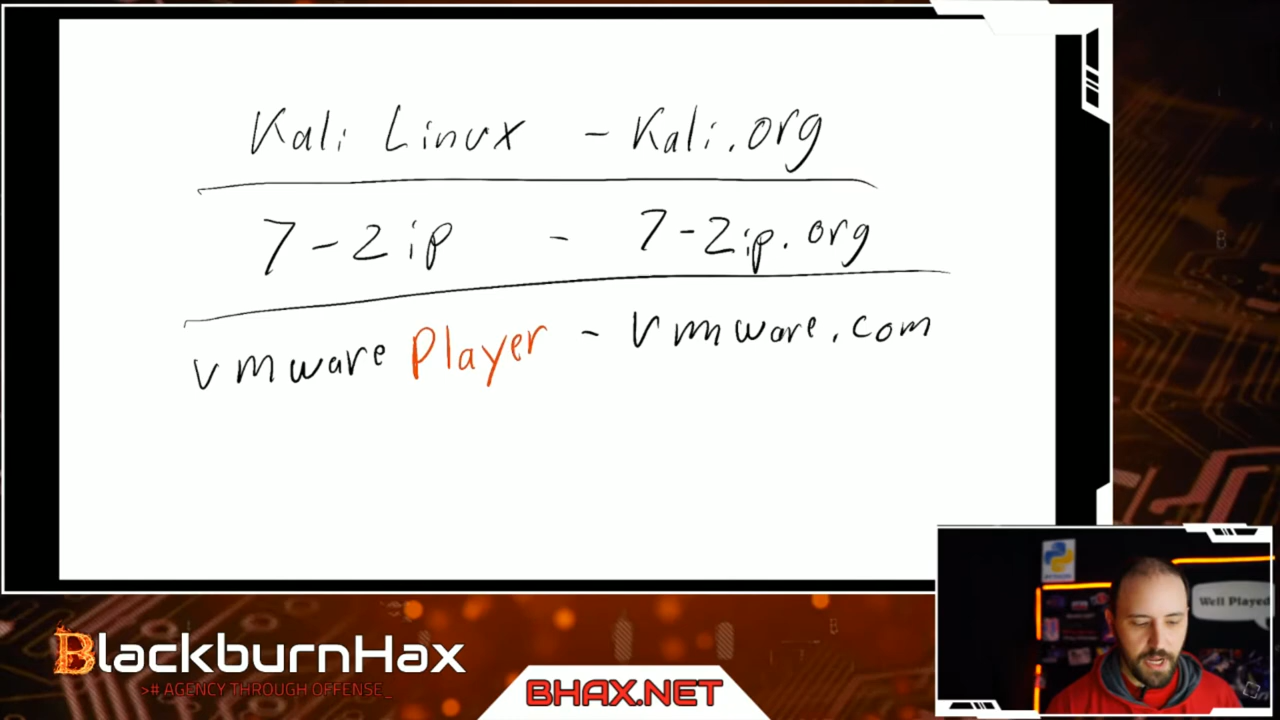 Kali Linux - Kali.org
7-Zip - 7-Zip.org
vmware Player - vmware.com
PYTHON
Well Played
BlackburnHax
># AGENCY THROUGH OFFENSE_
BHAX.NET